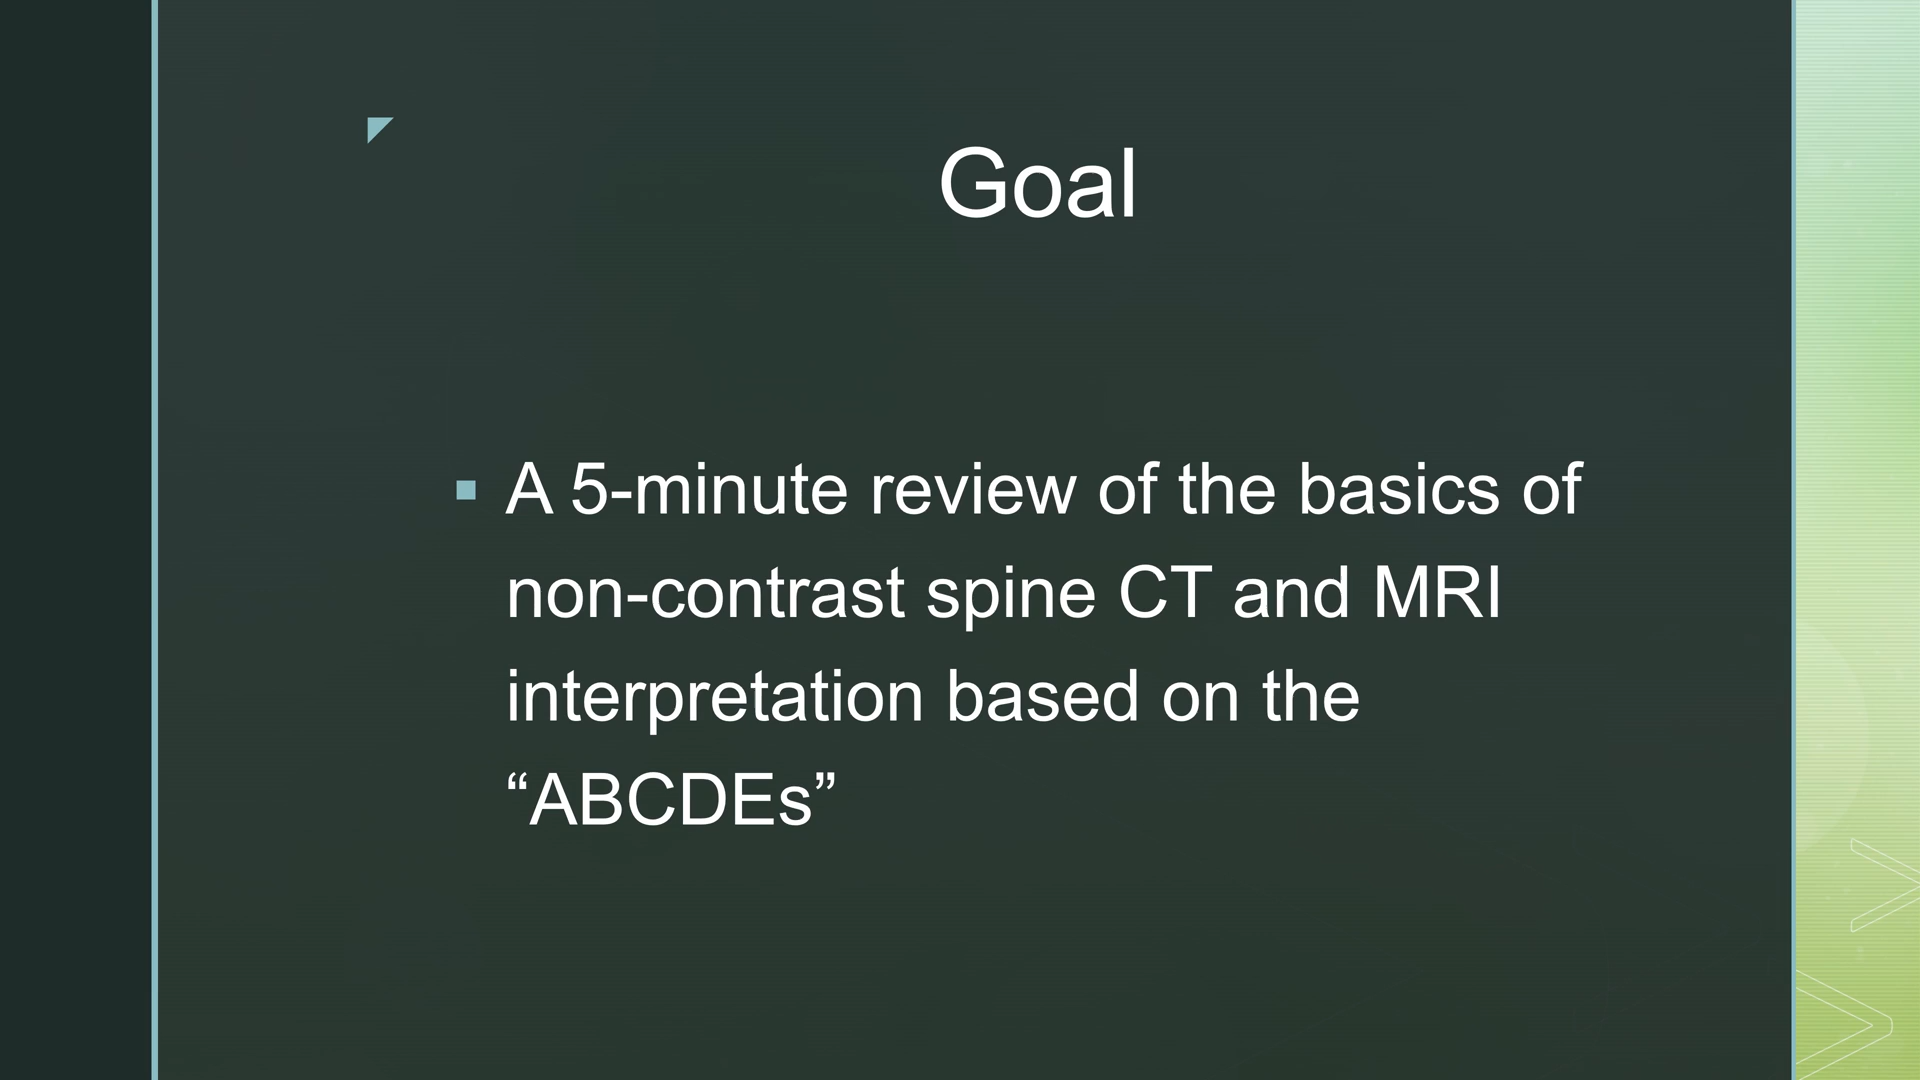 Goal
A 5-minute review of the basics of
non-contrast spine CT and MRI
interpretation based on the
“ABCDEs”